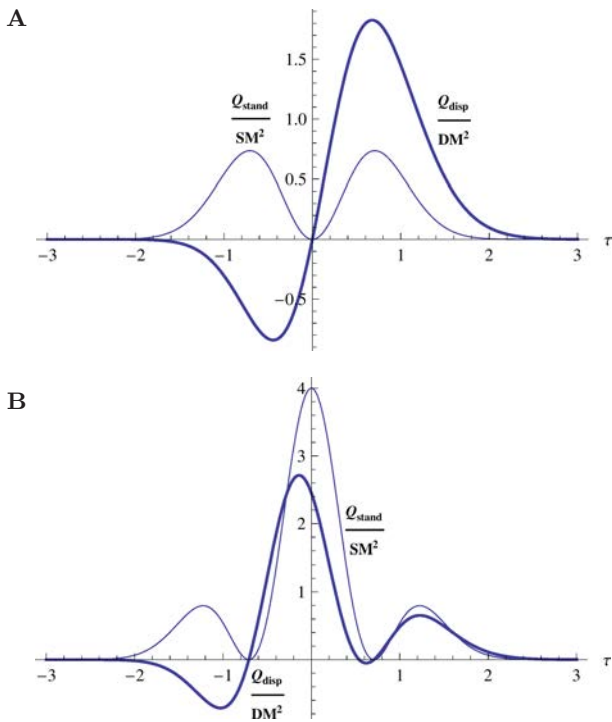 A
1.5
Q_stand / SM²
Q_disp / DM²
1.0
0.5
−3 −2 −1 1 2 3 τ
−0.5
B
4
3
2
Q_stand / SM²
1
−3 −2 −1 1 2 3 τ
Q_disp / DM²